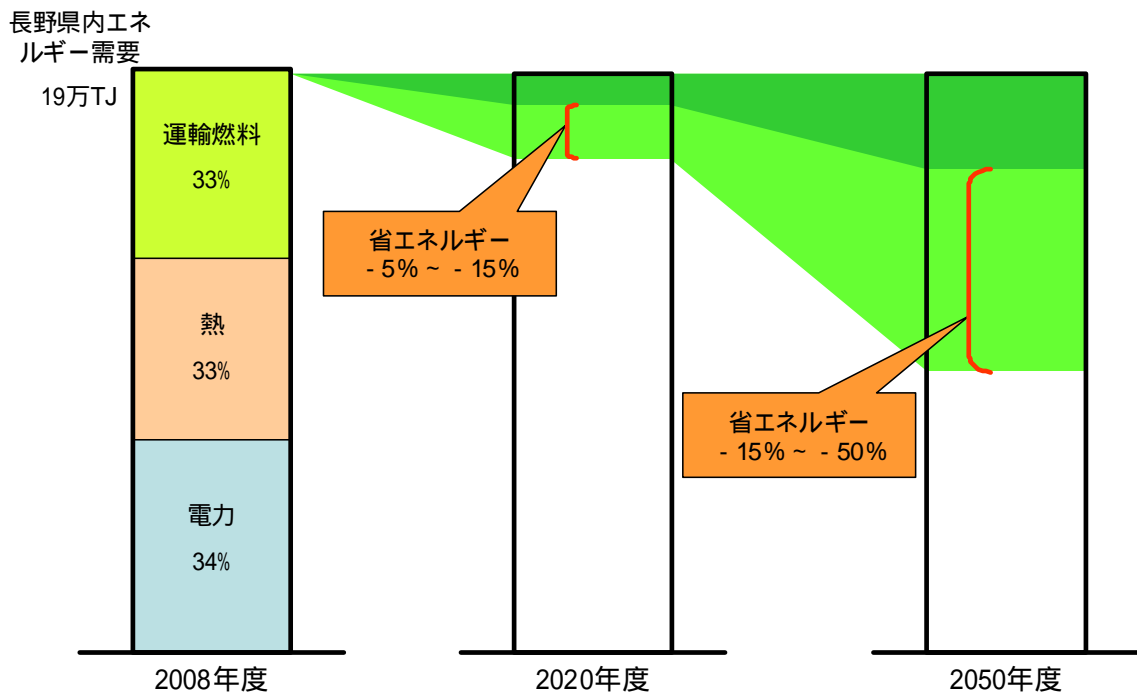 長野県内エネ
ルギー需要
19万TJ
運輸燃料
33%
熱
33%
電力
34%
省エネルギー
- 5% ~ - 15%
省エネルギー
- 15% ~ - 50%
2008年度
2020年度
2050年度